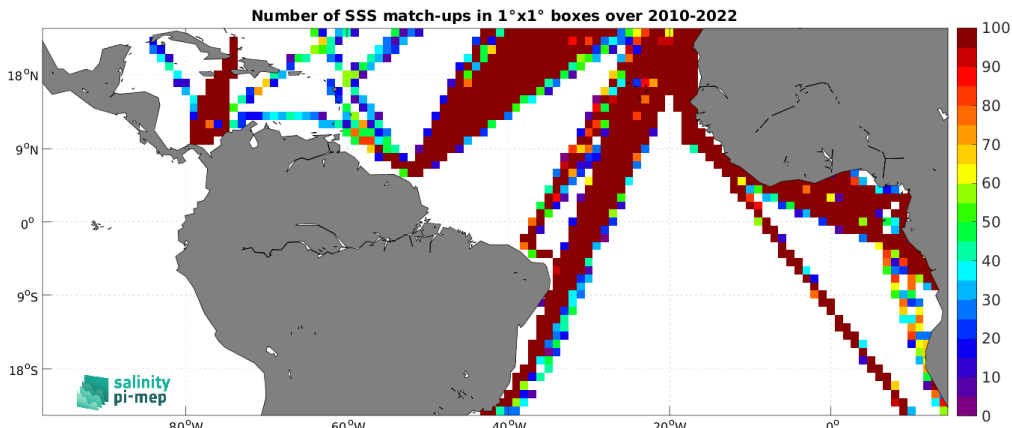 Number of SSS match-ups in 1°x1° boxes over 2010-2022
18°N
9°N
0°
9°S
18°S
80°W
60°W
40°W
20°W
0°
100
90
80
70
60
50
40
30
20
10
0
salinity
pi-mep